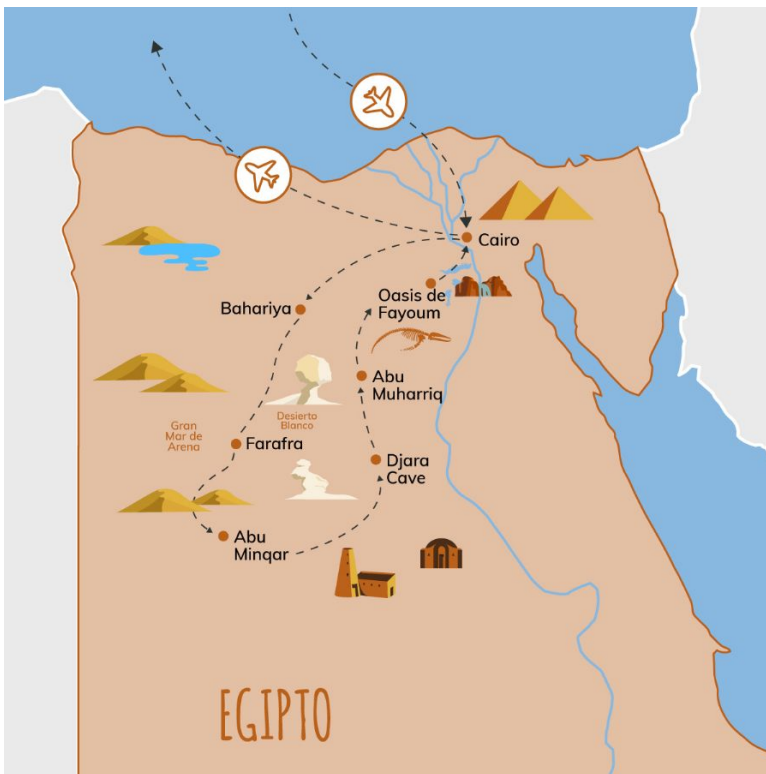 Cairo
Oasis de
Fayoum
Bahariya
Abu
Muharriq
Desierto
Blanco
Gran
Mar de
Arena
Farafra
Djara
Cave
Abu
Minqar
EGIPTO